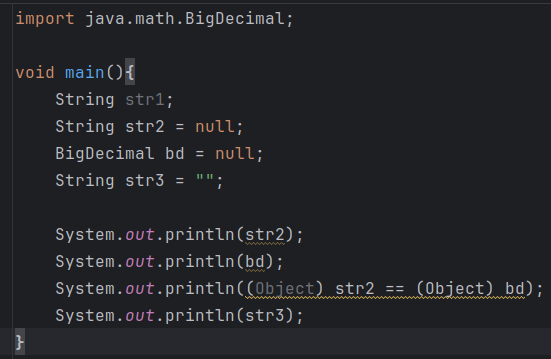 import java.math.BigDecimal;
void main(){
String str1;
String str2 = null;
BigDecimal bd = null;
String str3 = "";
System.out.println(str2);
System.out.println(bd);
System.out.println((Object) str2 == (Object) bd);
System.out.println(str3);
}